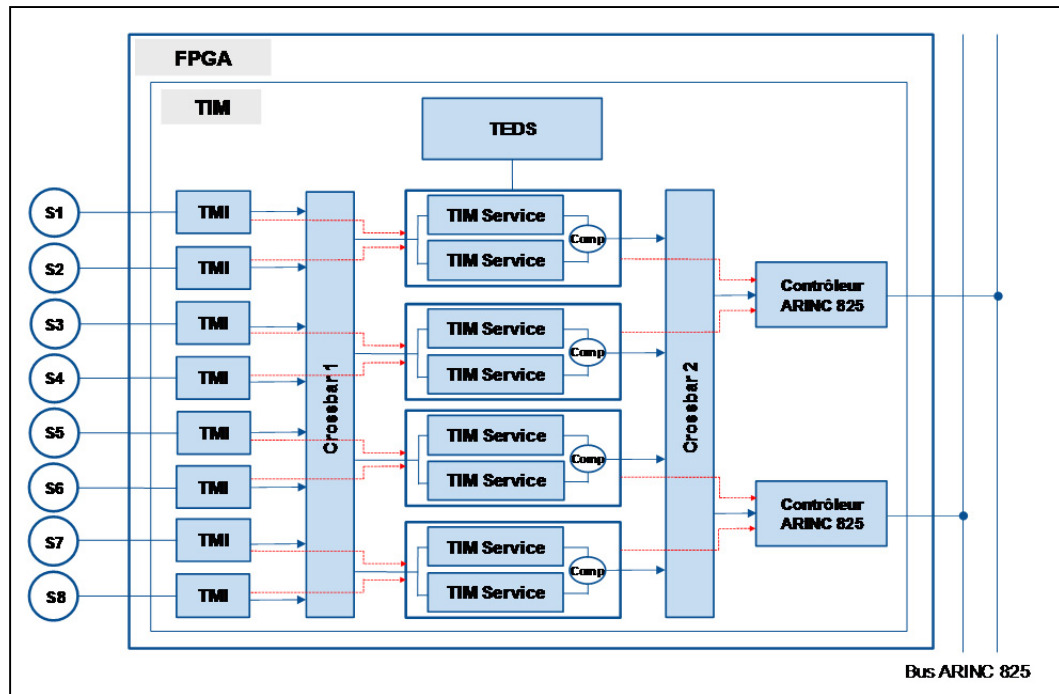 FPGA
TIM
TEDS
S1
TMI
TIM Service
Comp
TIM Service
S2
TMI
Contrôleur
ARINC 825
S3
TMI
TIM Service
Comp
TIM Service
S4
TMI
Crossbar 1
Crossbar 2
S5
TMI
TIM Service
Comp
TIM Service
S6
TMI
Contrôleur
ARINC 825
S7
TMI
TIM Service
Comp
TIM Service
S8
TMI
Bus ARINC 825